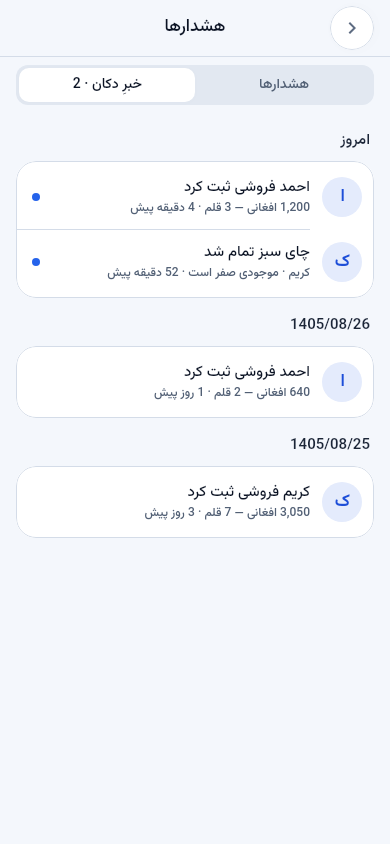 هشدارها
هشدارها
خبرِ دکان · 2
امروز
ا
احمد فروشی ثبت کرد
1,200 افغانی — 3 قلم · 4 دقیقه پیش
ک
چای سبز تمام شد
کریم · موجودی صفر است · 52 دقیقه پیش
1405/08/26
ا
احمد فروشی ثبت کرد
640 افغانی — 2 قلم · 1 روز پیش
1405/08/25
ک
کریم فروشی ثبت کرد
3,050 افغانی — 7 قلم · 3 روز پیش